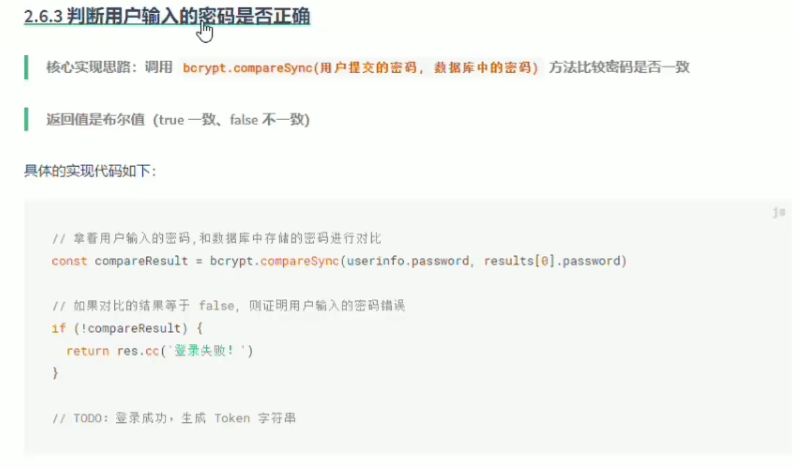 2.6.3 判断用户输入的密码是否正确
核心实现思路：调用 bcrypt.compareSync(用户提交的密码, 数据库中的密码) 方法比较密码是否一致
返回值是布尔值（true 一致、false 不一致）
具体的实现代码如下：
js
// 拿着用户输入的密码,和数据库中存储的密码进行对比
const compareResult = bcrypt.compareSync(userinfo.password, results[0].password)
// 如果对比的结果等于 false, 则证明用户输入的密码错误
if (!compareResult) {
return res.cc('登录失败！')
}
// TODO：登录成功，生成 Token 字符串